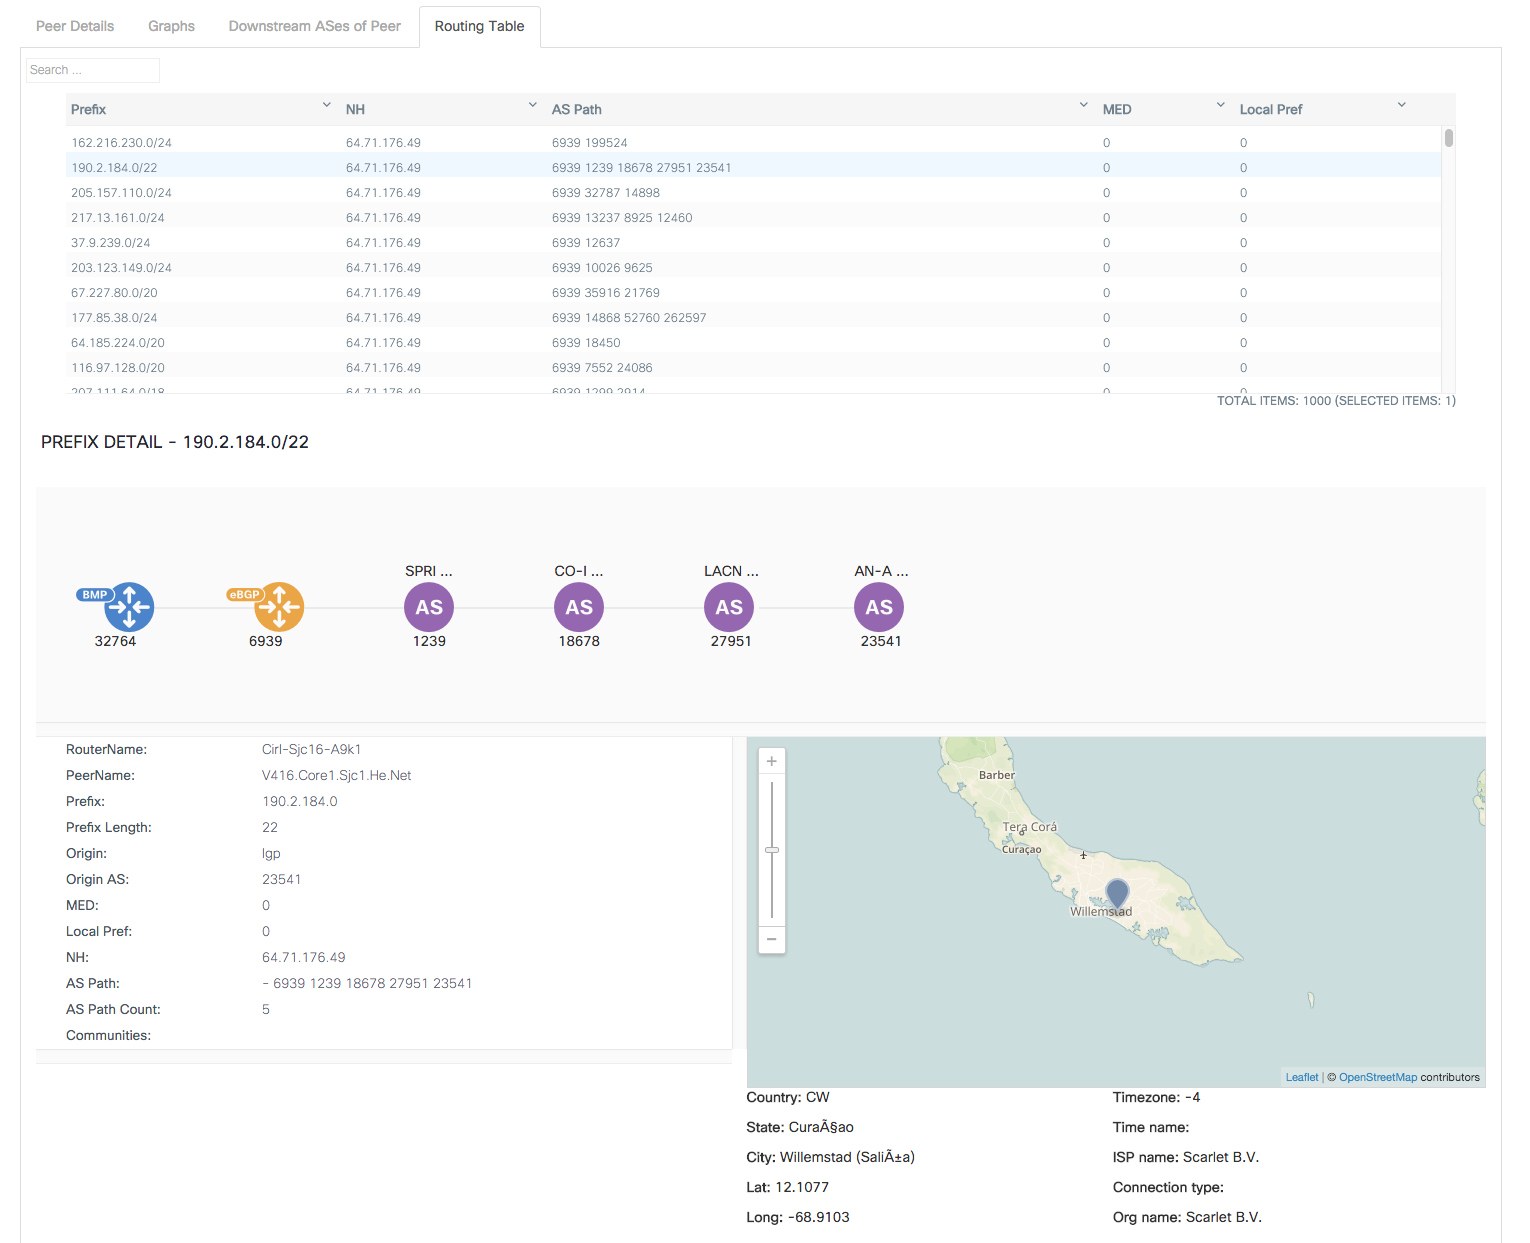 Peer Details Graphs Downstream ASes of Peer Routing Table
Search ...
Prefix NH AS Path MED Local Pref
162.216.230.0/24 64.71.176.49 6939 199524 0 0
190.2.184.0/22 64.71.176.49 6939 1239 18678 27951 23541 0 0
205.157.110.0/24 64.71.176.49 6939 32787 14898 0 0
217.13.161.0/24 64.71.176.49 6939 13237 8925 12460 0 0
37.9.239.0/24 64.71.176.49 6939 12637 0 0
203.123.149.0/24 64.71.176.49 6939 10026 9625 0 0
67.227.80.0/20 64.71.176.49 6939 35916 21769 0 0
177.85.38.0/24 64.71.176.49 6939 14868 52760 262597 0 0
64.185.224.0/20 64.71.176.49 6939 18450 0 0
116.97.128.0/20 64.71.176.49 6939 7552 24086 0 0
207.111.64.0/18 64.71.176.49 6939 1299 2914 0 0
TOTAL ITEMS: 1000 (SELECTED ITEMS: 1)
PREFIX DETAIL - 190.2.184.0/22
SPRI ... CO-I ... LACN ... AN-A ...
BMP eBGP AS AS AS AS
32764 6939 1239 18678 27951 23541
RouterName: Cirl-Sjc16-A9k1
PeerName: V416.Core1.Sjc1.He.Net
Prefix: 190.2.184.0
Prefix Length: 22
Origin: Igp
Origin AS: 23541
MED: 0
Local Pref: 0
NH: 64.71.176.49
AS Path: - 6939 1239 18678 27951 23541
AS Path Count: 5
Communities:
+
−
Barber
Tera Corá
Curaçao
Willemstad
Leaflet | © OpenStreetMap contributors
Country: CW
State: CuraÃ§ao
City: Willemstad (SaliÃ±a)
Lat: 12.1077
Long: -68.9103
Timezone: -4
Time name:
ISP name: Scarlet B.V.
Connection type:
Org name: Scarlet B.V.